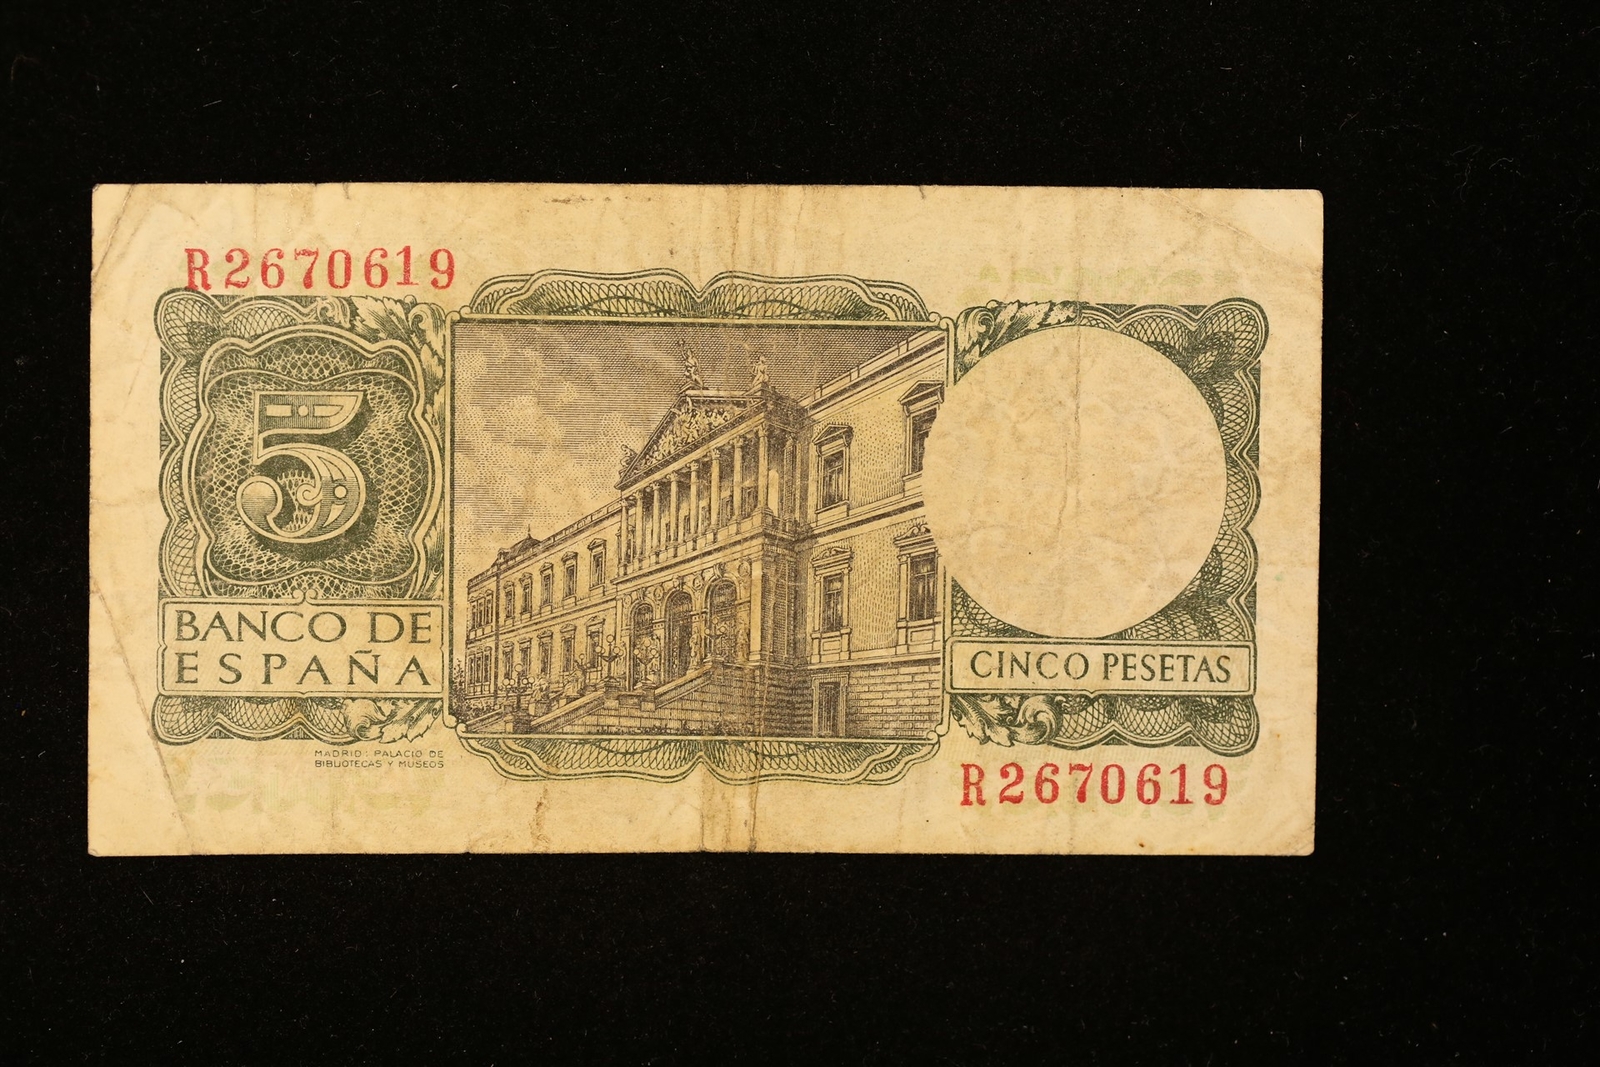 R2670619
5
BANCO DE
ESPAÑA
CINCO PESETAS
MADRID: PALACIO DE
BIBLIOTECAS Y MUSEOS
R2670619